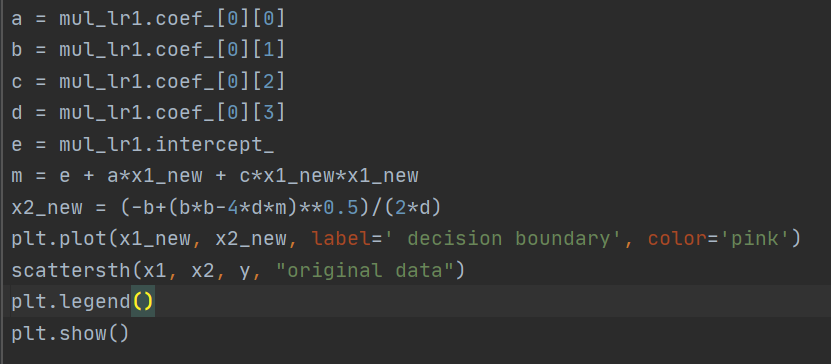 a = mul_lr1.coef_[0][0]
b = mul_lr1.coef_[0][1]
c = mul_lr1.coef_[0][2]
d = mul_lr1.coef_[0][3]
e = mul_lr1.intercept_
m = e + a*x1_new + c*x1_new*x1_new
x2_new = (-b+(b*b-4*d*m)**0.5)/(2*d)
plt.plot(x1_new, x2_new, label=' decision boundary', color='pink')
scattersth(x1, x2, y, "original data")
plt.legend()
plt.show()